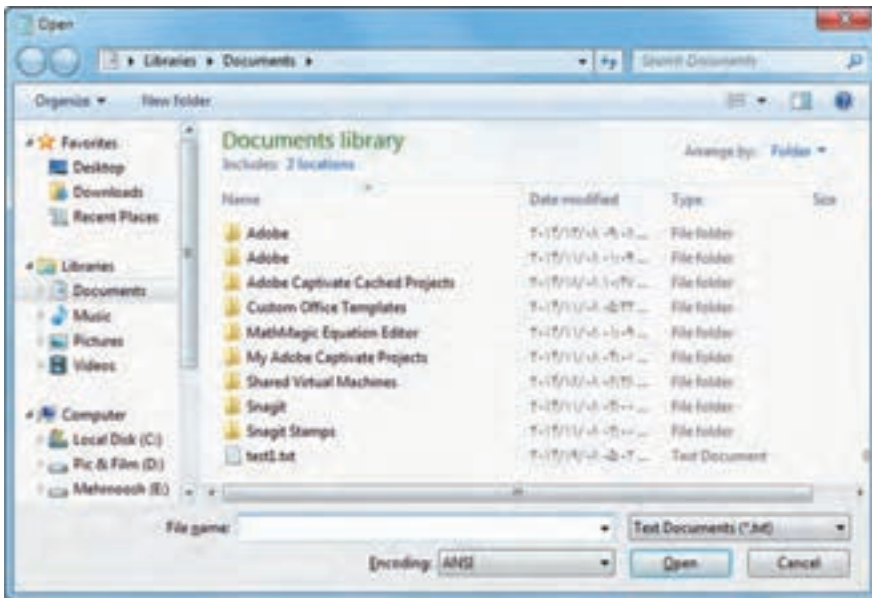 Open
Libraries ▸ Documents ▸
Search Documents
Organize
New folder
Favorites
Desktop
Downloads
Recent Places
Libraries
Documents
Music
Pictures
Videos
Computer
Local Disk (C:)
Pic & Film (D:)
Mehrnoosh (E:)
Documents library
Includes: 2 locations
Arrange by: Folder
Name Date modified Type Size
Adobe File folder
Adobe File folder
Adobe Captivate Cached Projects File folder
Custom Office Templates File folder
MathMagic Equation Editor File folder
My Adobe Captivate Projects File folder
Shared Virtual Machines File folder
Snagit File folder
Snagit Stamps File folder
test1.txt Text Document
File name: Text Documents (*.txt)
Encoding: ANSI Open Cancel